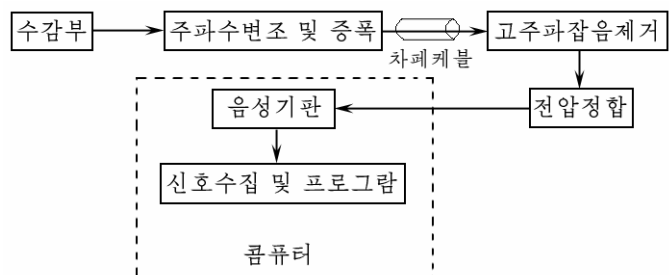 수감부
주파수변조 및 증폭
차폐케블
고주파잡음제거
전압정합
음성기판
신호수집 및 프로그람
콤퓨터